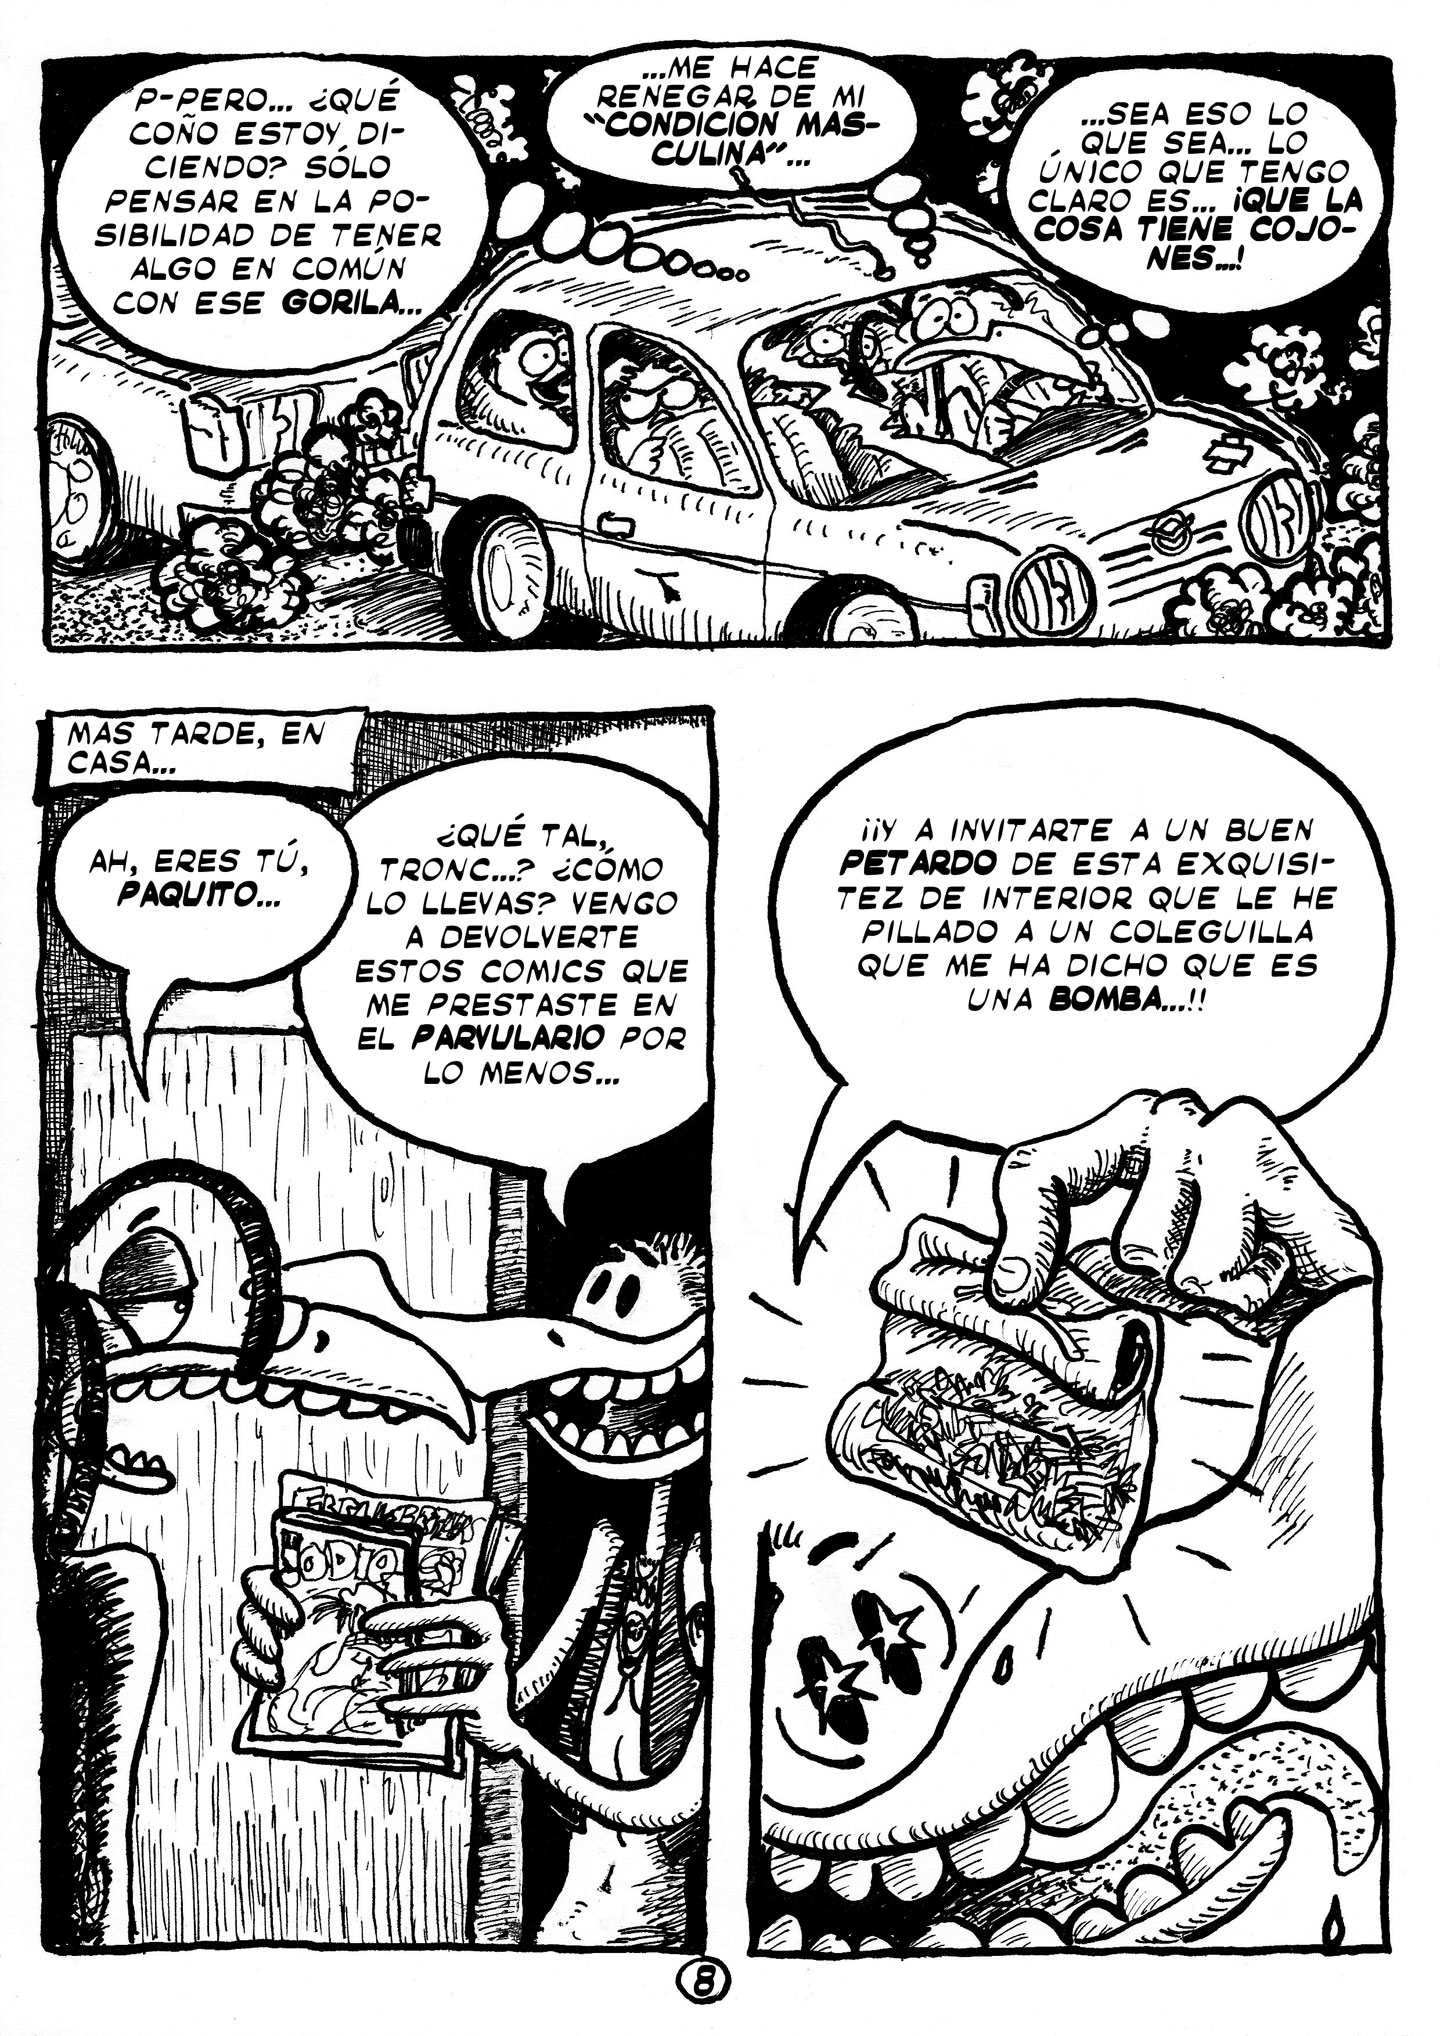 P-PERO... ¿QUÉ
COÑO ESTOY DI-
CIENDO? SÓLO
PENSAR EN LA PO-
SIBILIDAD DE TENER
ALGO EN COMÚN
CON ESE GORILA...
...ME HACE
RENEGAR DE MI
"CONDICIÓN MAS-
CULINA"...
...SEA ESO LO
QUE SEA... LO
ÚNICO QUE TENGO
CLARO ES... ¡QUE LA
COSA TIENE COJO-
NES...!
MAS TARDE, EN
CASA...
AH, ERES TÚ,
PAQUITO...
¿QUÉ TAL,
TRONC...? ¿CÓMO
LO LLEVAS? VENGO
A DEVOLVERTE
ESTOS COMICS QUE
ME PRESTASTE EN
EL PARVULARIO POR
LO MENOS...
ODIO
¡¡Y A INVITARTE A UN BUEN
PETARDO DE ESTA EXQUISI-
TEZ DE INTERIOR QUE LE HE
PILLADO A UN COLEGUILLA
QUE ME HA DICHO QUE ES
UNA BOMBA...!!
8